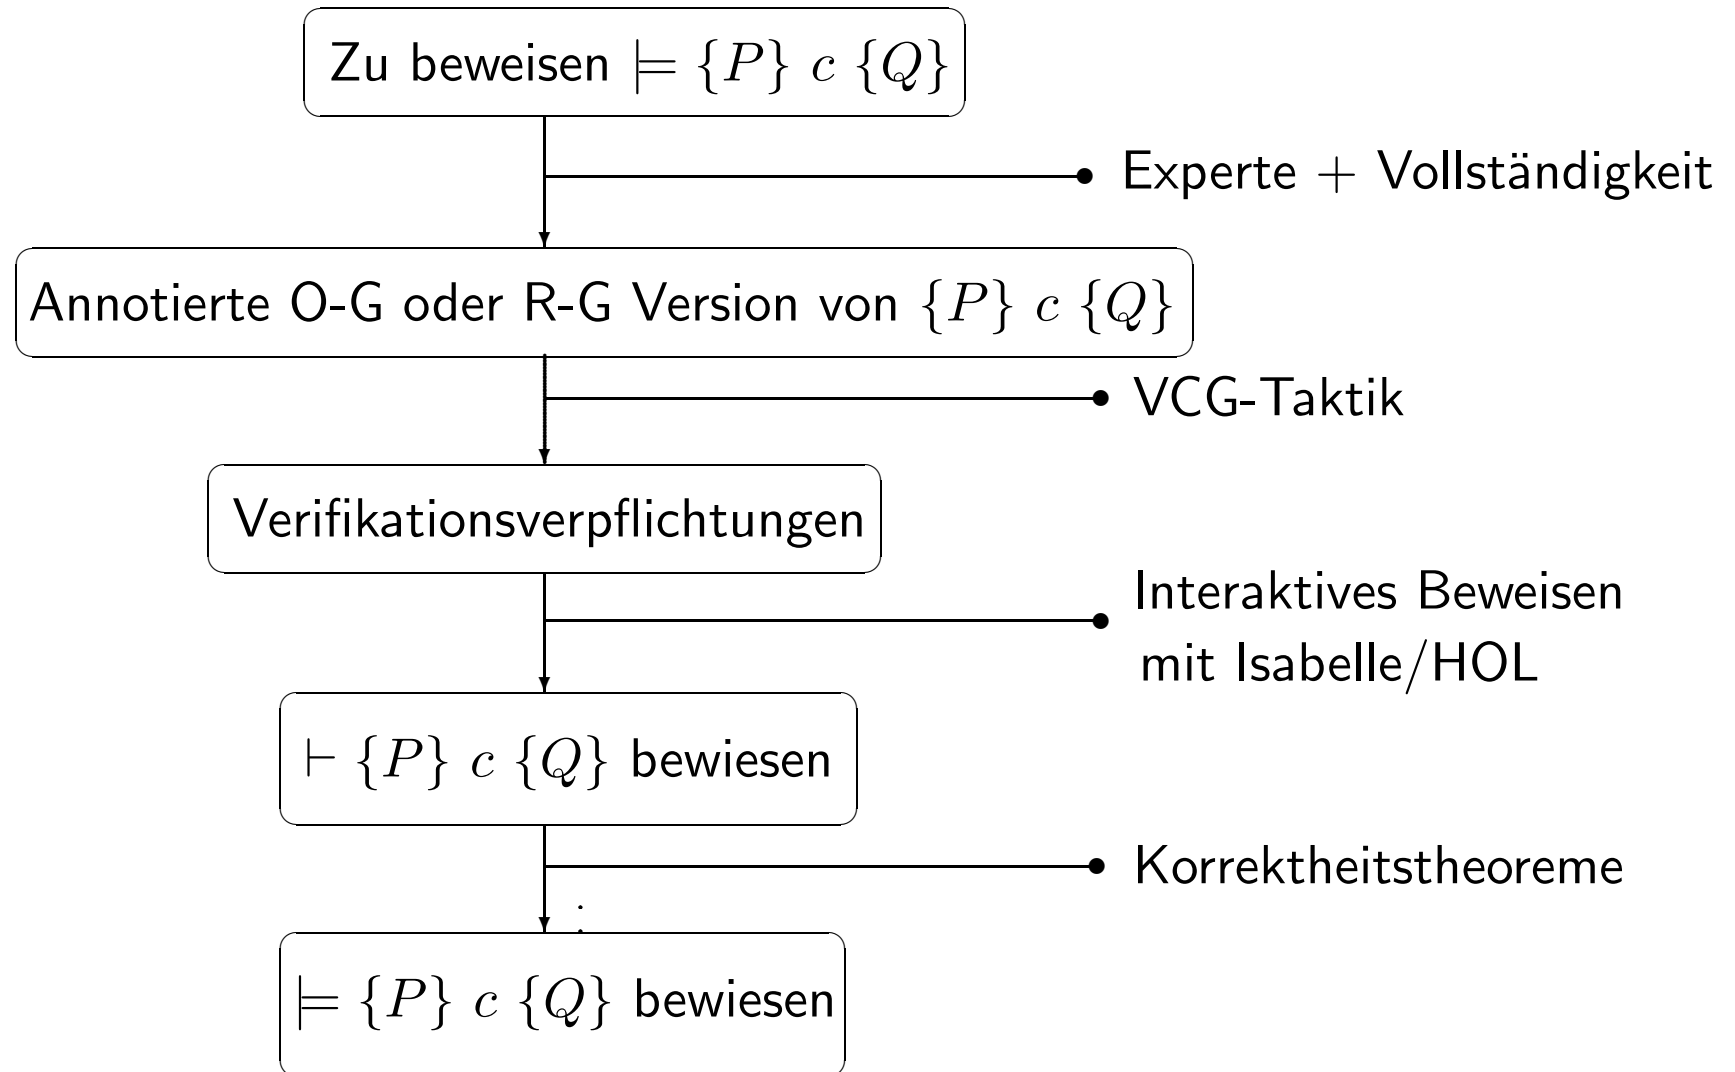 Zu beweisen ⊨ {P} c {Q}
Experte + Vollständigkeit
Annotierte O-G oder R-G Version von {P} c {Q}
VCG-Taktik
Verifikationsverpflichtungen
Interaktives Beweisen
mit Isabelle/HOL
⊢ {P} c {Q} bewiesen
Korrektheitstheoreme
⊨ {P} c {Q} bewiesen